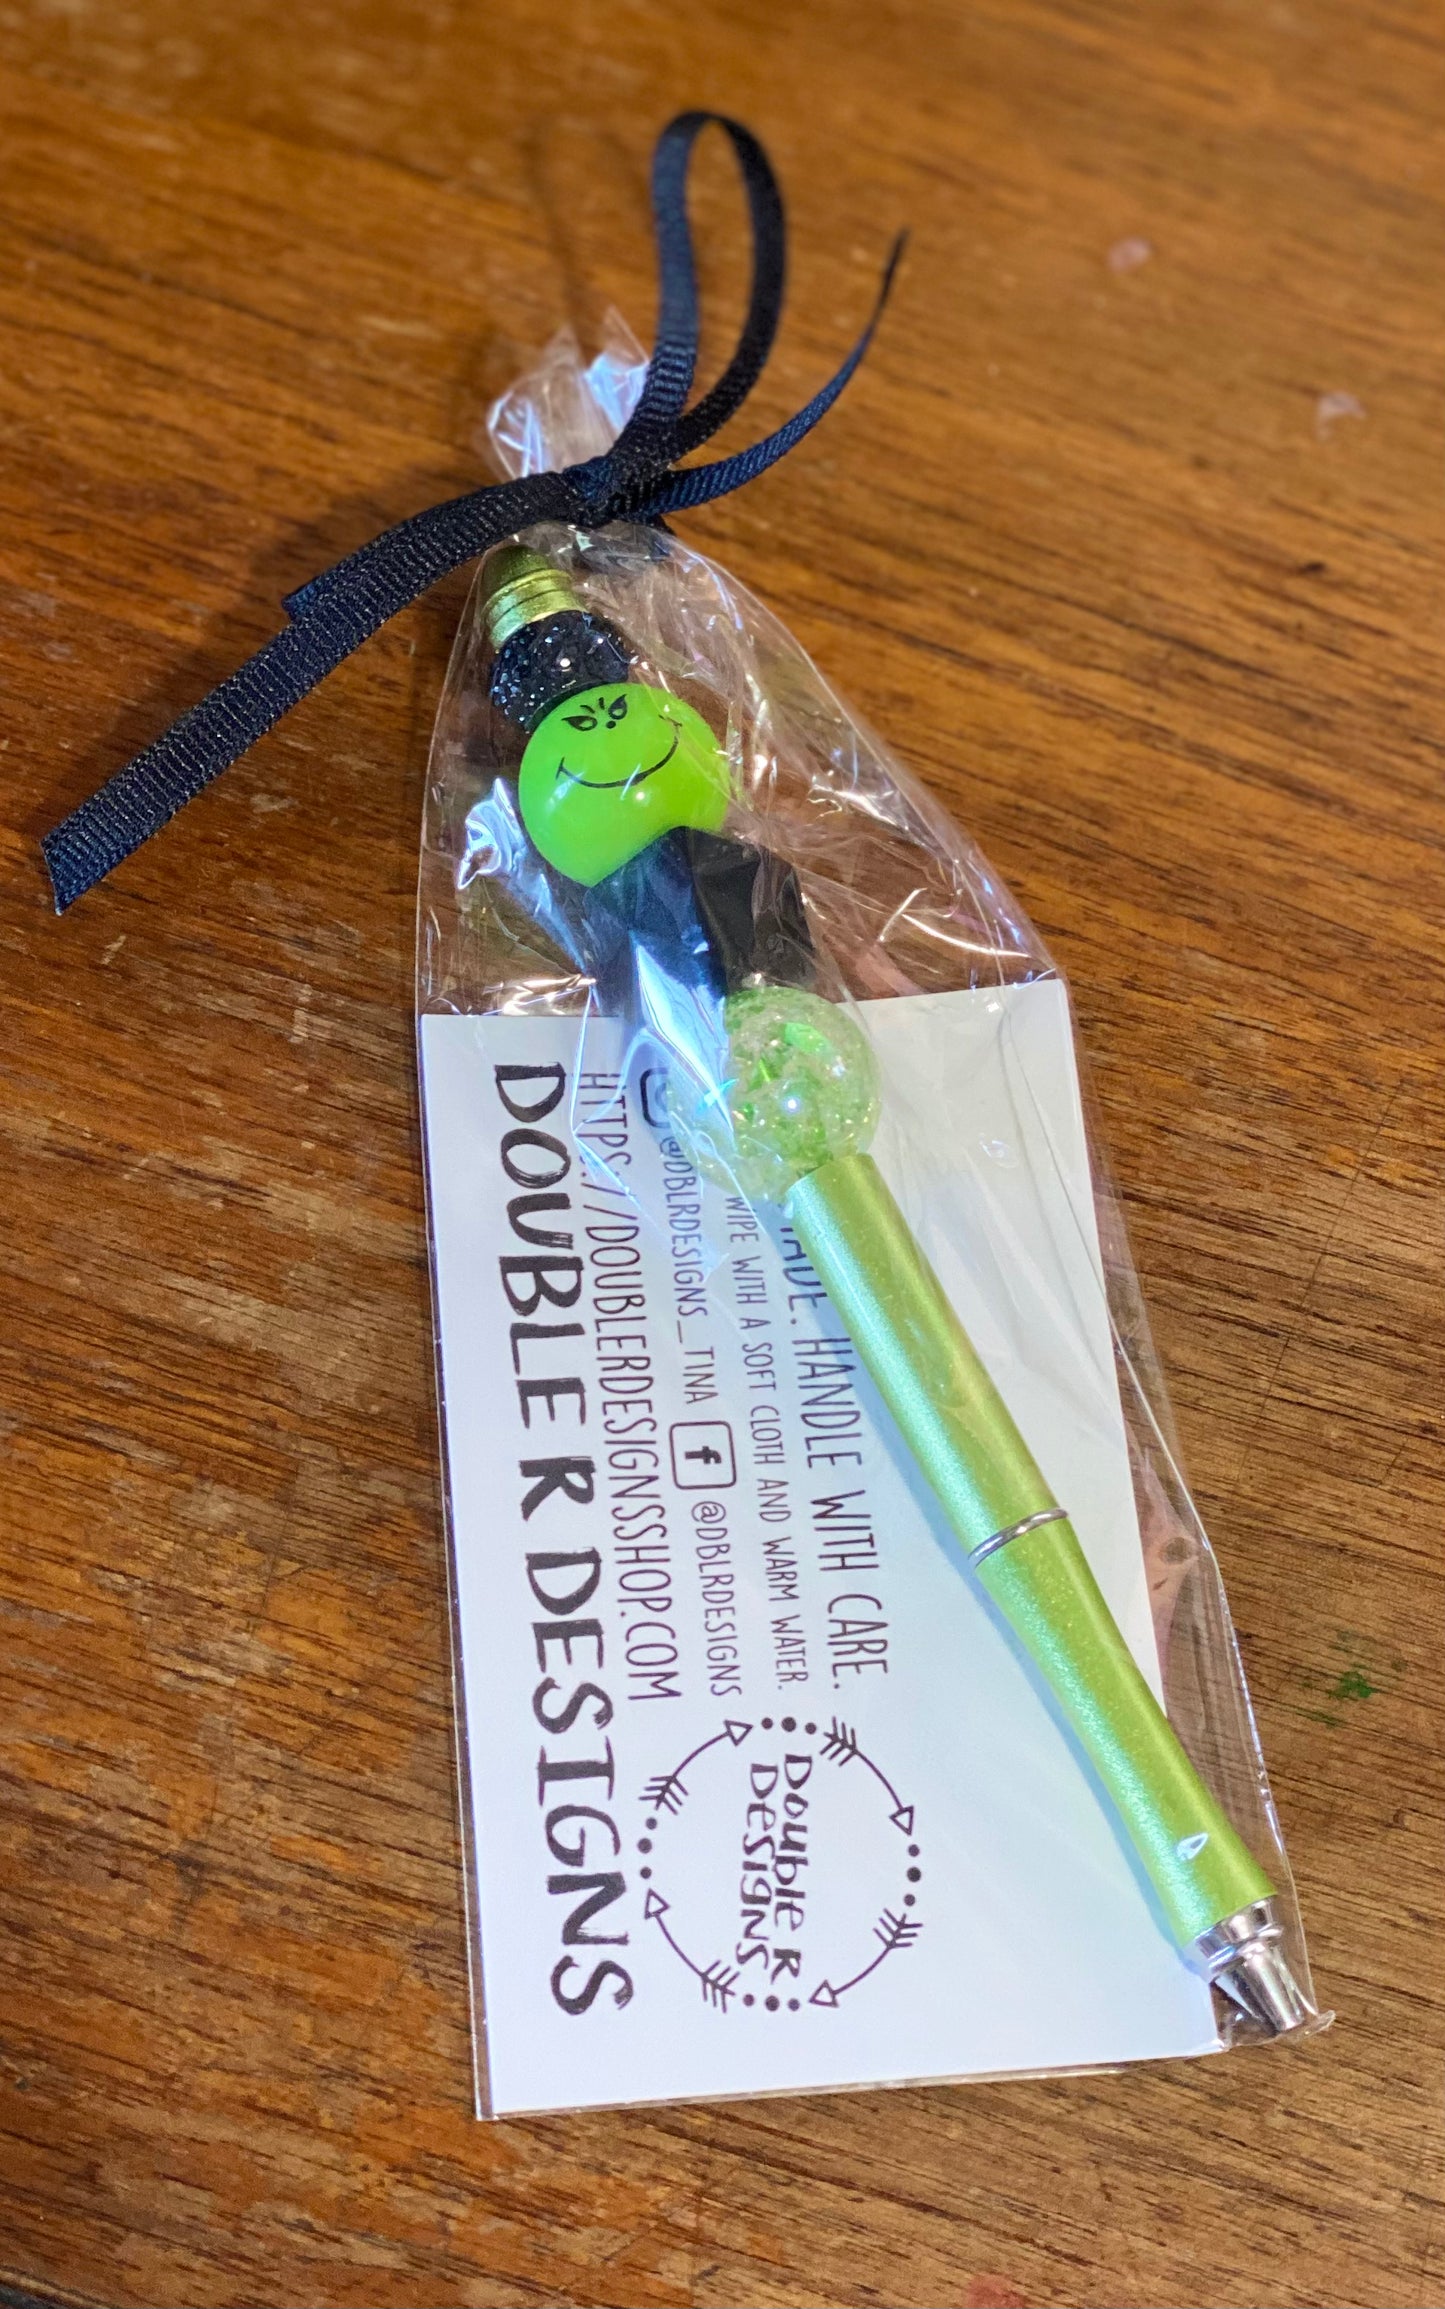 MADE. HANDLE WITH CARE.
WIPE WITH A SOFT CLOTH AND WARM WATER.
@DBLRDESIGNS_TINA f @DBLRDESIGNS
HTTPS://DOUBLERDESIGNSSHOP.COM
DOUBLE R DESIGNS
DOUBLE R
DESIGNS